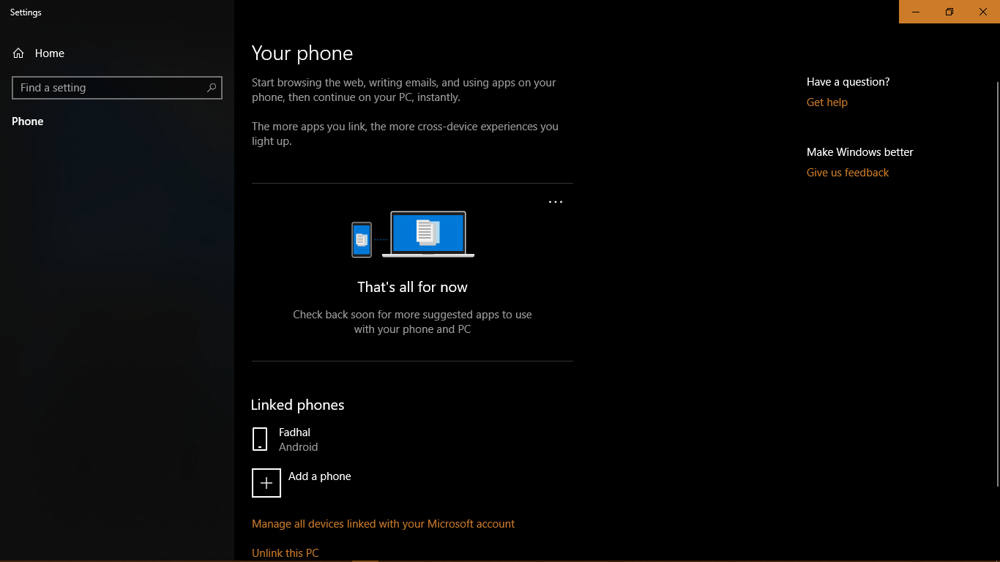 Settings
Home
Find a setting
Phone
Your phone
Start browsing the web, writing emails, and using apps on your
phone, then continue on your PC, instantly.
The more apps you link, the more cross-device experiences you
light up.
That's all for now
Check back soon for more suggested apps to use
with your phone and PC
Linked phones
Fadhal
Android
Add a phone
Manage all devices linked with your Microsoft account
Unlink this PC
Have a question?
Get help
Make Windows better
Give us feedback